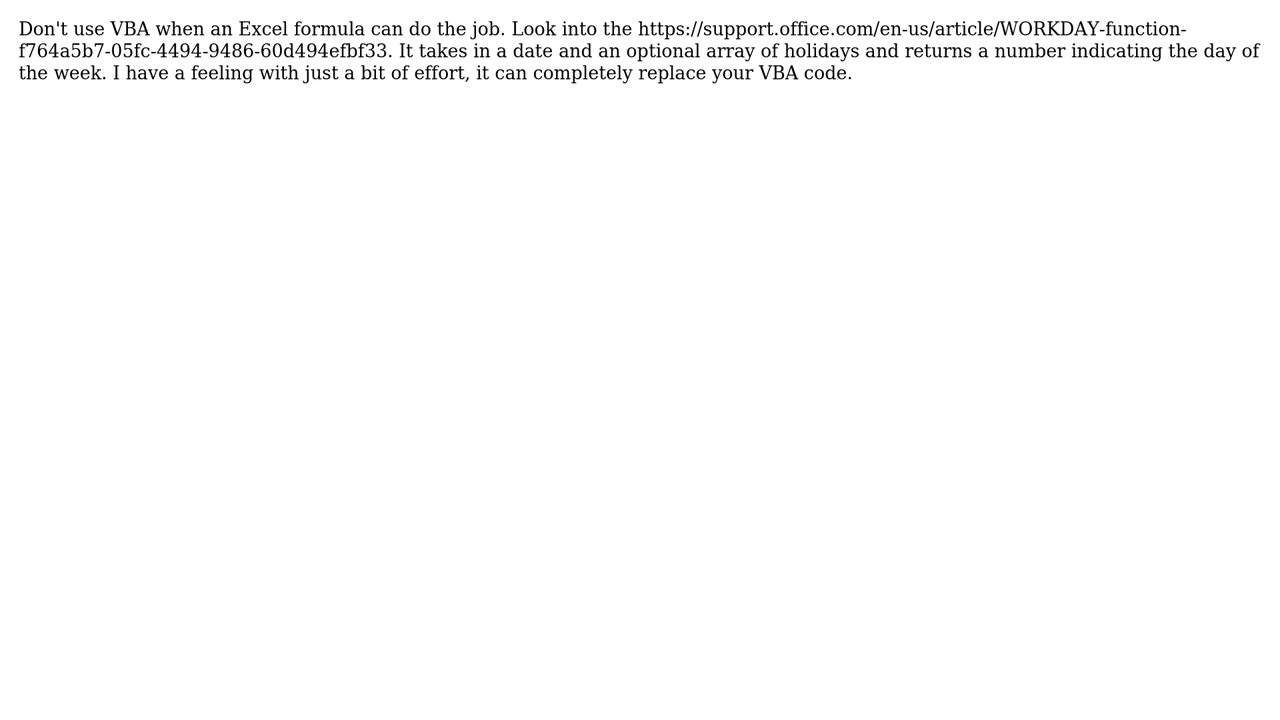 Don't use VBA when an Excel formula can do the job. Look into the https://support.office.com/en-us/article/WORKDAY-function-
f764a5b7-05fc-4494-9486-60d494efbf33. It takes in a date and an optional array of holidays and returns a number indicating the day of
the week. I have a feeling with just a bit of effort, it can completely replace your VBA code.